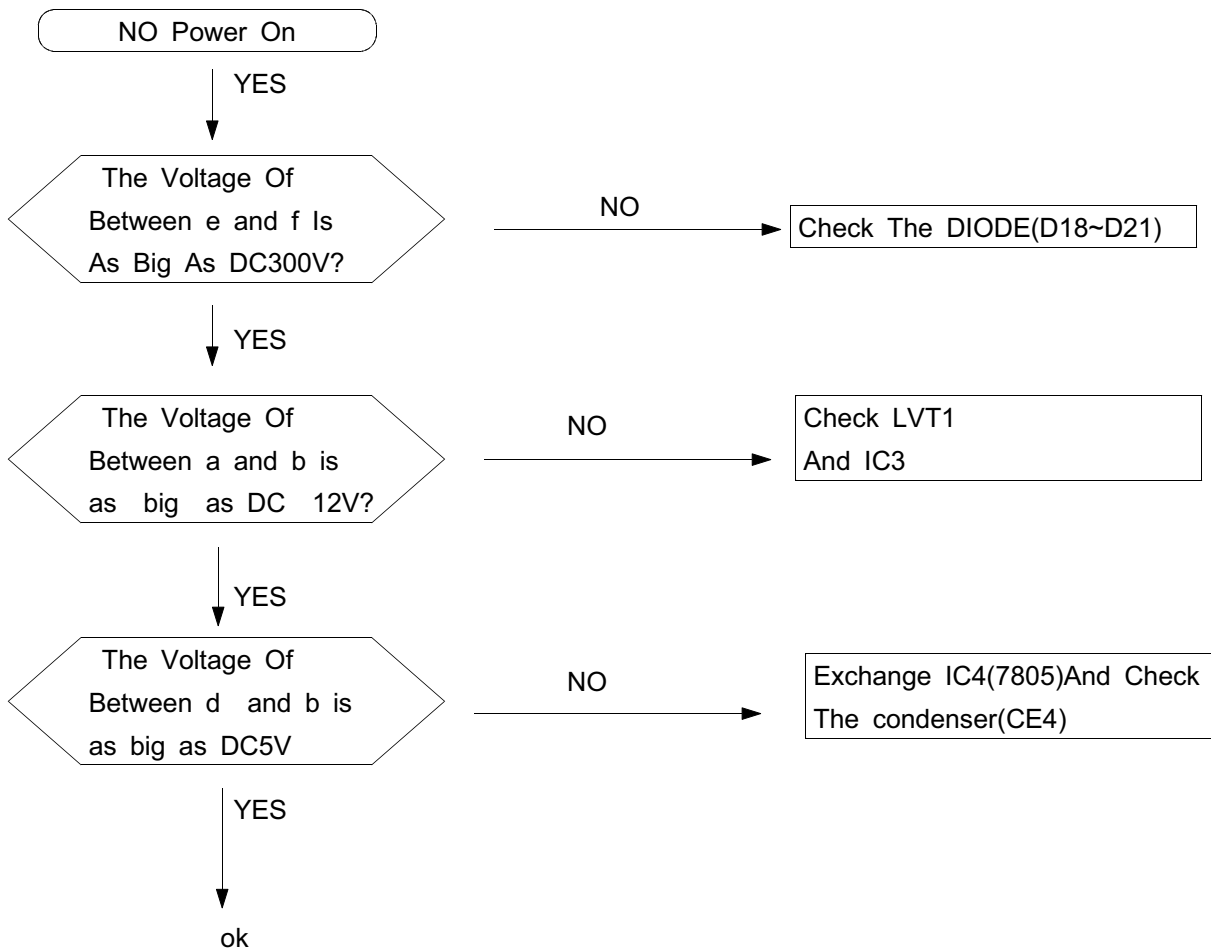 NO Power On
YES
The Voltage Of
Between e and f Is
As Big As DC300V?
NO
Check The DIODE(D18~D21)
YES
The Voltage Of
Between a and b is
as big as DC 12V?
NO
Check LVT1
And IC3
YES
The Voltage Of
Between d and b is
as big as DC5V
NO
Exchange IC4(7805)And Check
The condenser(CE4)
YES
ok